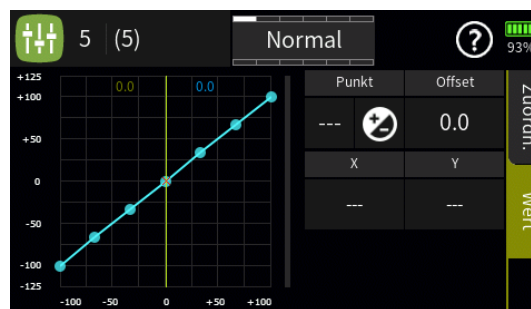 5 (5)
Normal
?
93%
+125
+100
+50
0
-50
-100
-125
0.0 0.0
-100 -50 0 +50 +100
Punkt Offset
--- 0.0
X Y
--- ---
Zuordn.
Wert